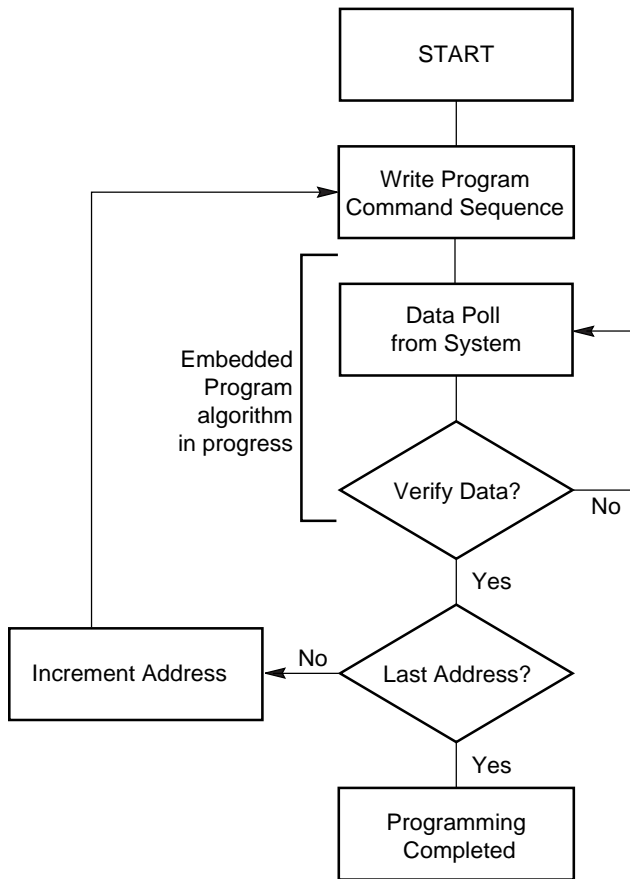 START
Write Program
Command Sequence
Data Poll
from System
Embedded
Program
algorithm
in progress
Verify Data?
No
Yes
Increment Address
No
Last Address?
Yes
Programming
Completed